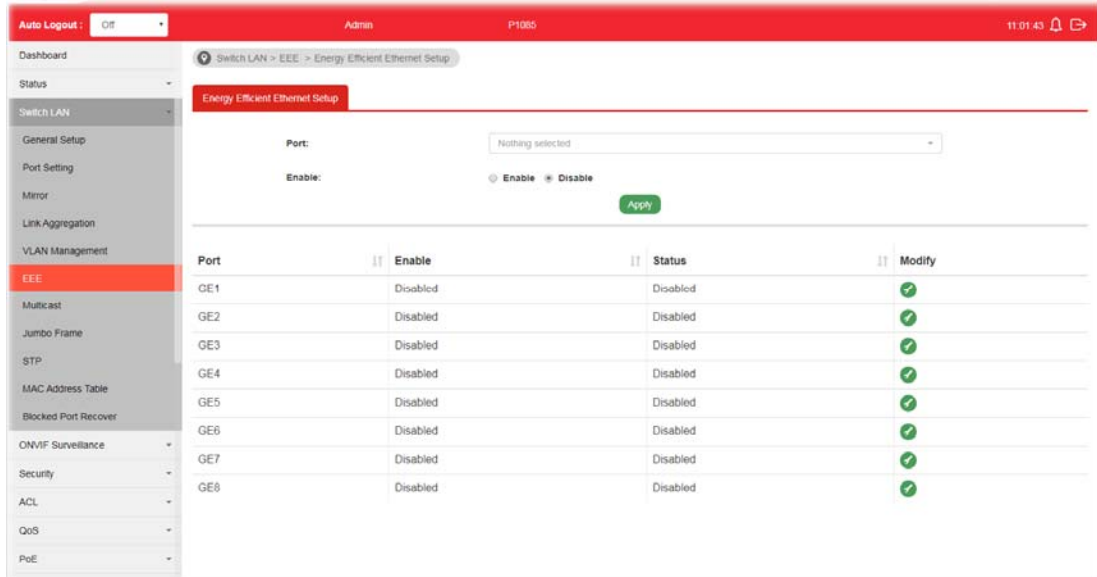 Auto Logout : Off Admin P1085 11:01:43
Dashboard
Status
Switch LAN
General Setup
Port Setting
Mirror
Link Aggregation
VLAN Management
EEE
Multicast
Jumbo Frame
STP
MAC Address Table
Blocked Port Recover
ONVIF Surveillance
Security
ACL
QoS
PoE
Switch LAN > EEE > Energy Efficient Ethernet Setup
Energy Efficient Ethernet Setup
Port: Nothing selected
Enable: Enable Disable
Apply
Port Enable Status Modify
GE1 Disabled Disabled
GE2 Disabled Disabled
GE3 Disabled Disabled
GE4 Disabled Disabled
GE5 Disabled Disabled
GE6 Disabled Disabled
GE7 Disabled Disabled
GE8 Disabled Disabled